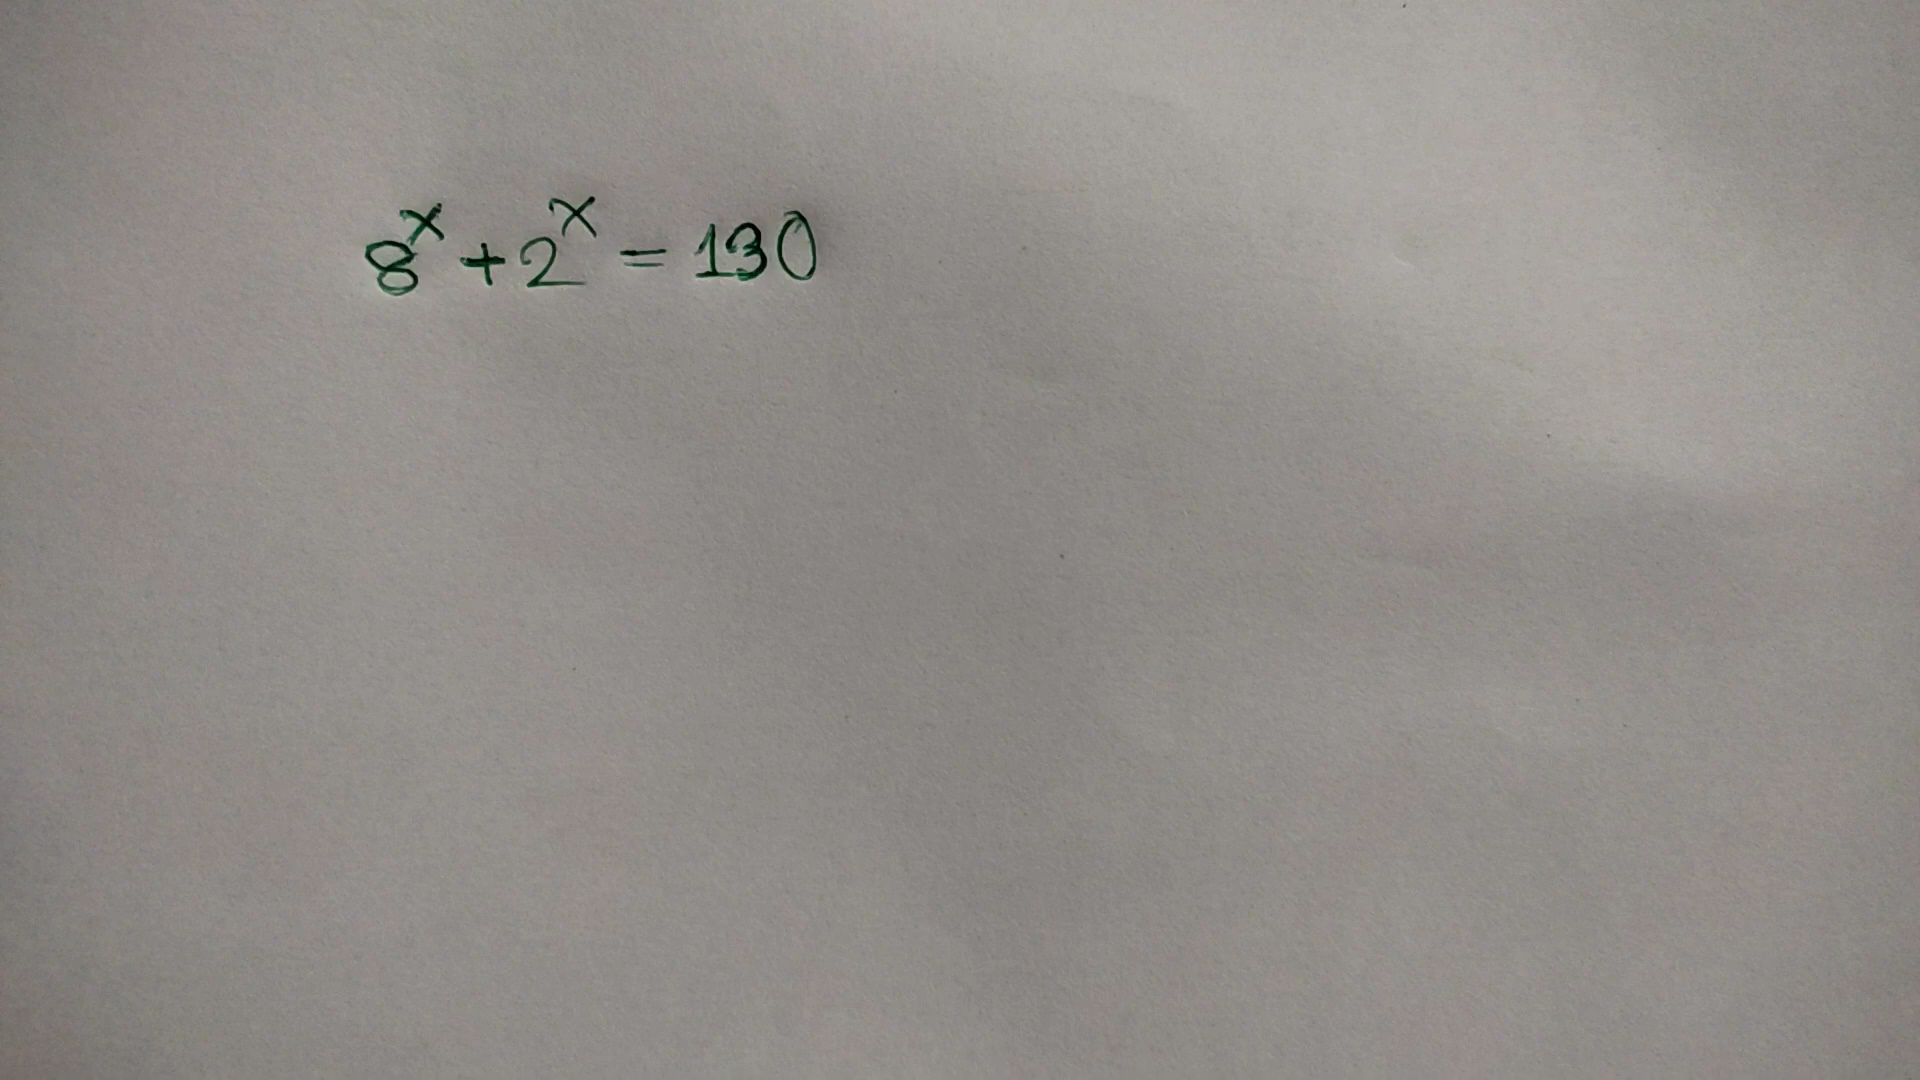 8^x + 2^x = 130